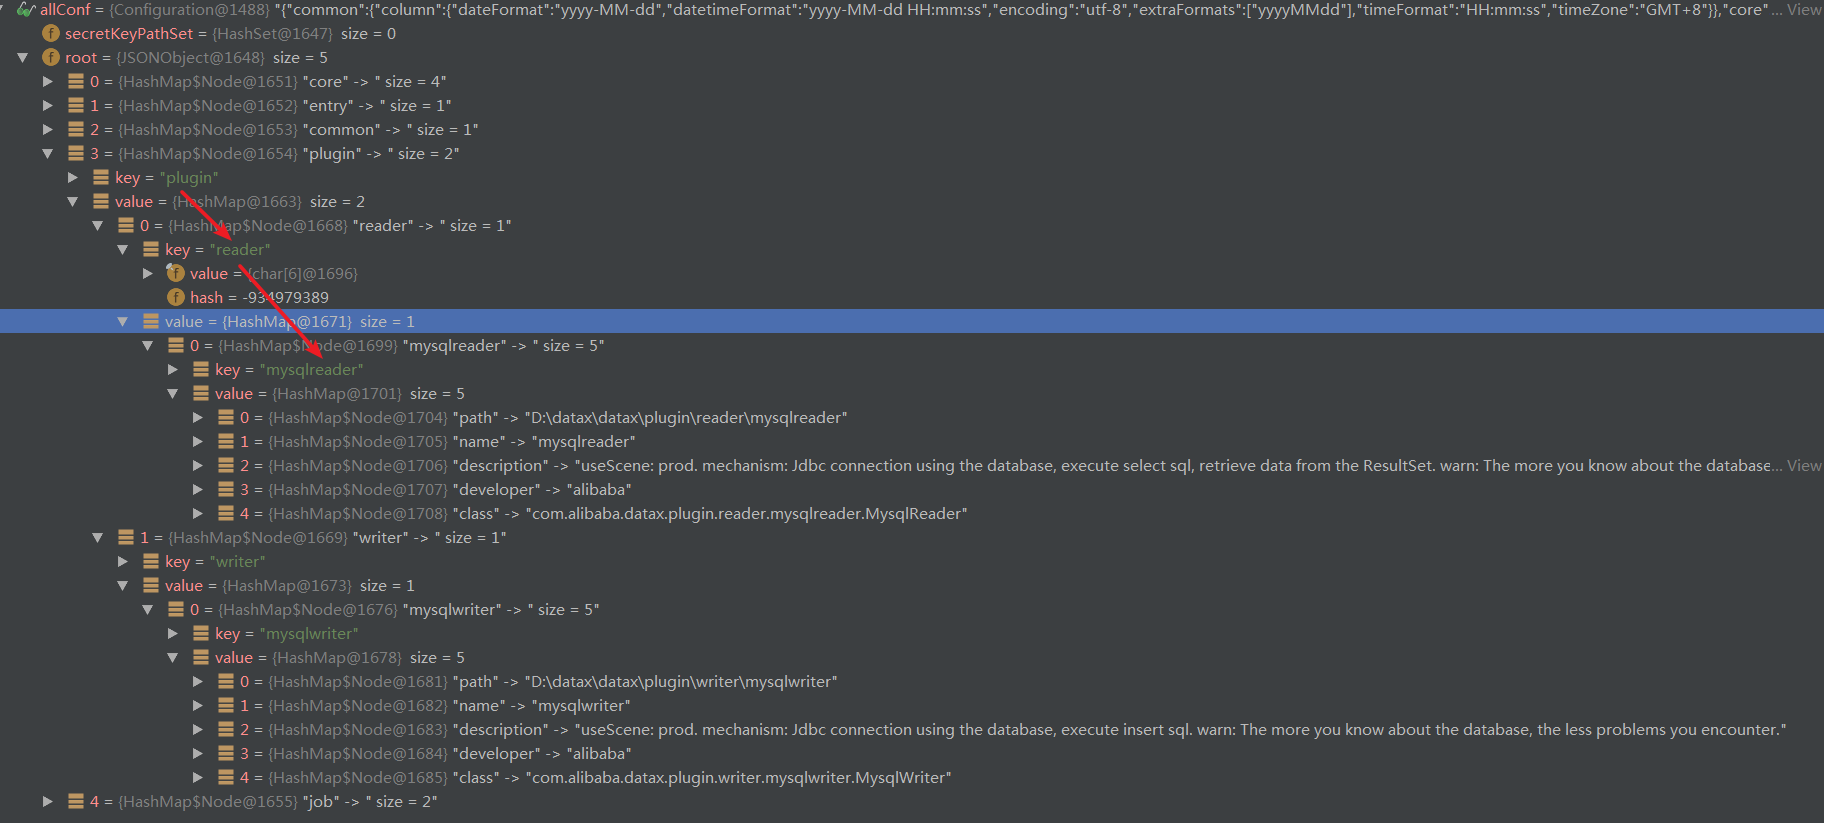 allConf = {Configuration@1488} "{"common":{"column":{"dateFormat":"yyyy-MM-dd","datetimeFormat":"yyyy-MM-dd HH:mm:ss","encoding":"utf-8","extraFormats":["yyyyMMdd"],"timeFormat":"HH:mm:ss","timeZone":"GMT+8"}},"core"... View
f secretKeyPathSet = {HashSet@1647} size = 0
f root = {JSONObject@1648} size = 5
0 = {HashMap$Node@1651} "core" -> " size = 4"
1 = {HashMap$Node@1652} "entry" -> " size = 1"
2 = {HashMap$Node@1653} "common" -> " size = 1"
3 = {HashMap$Node@1654} "plugin" -> " size = 2"
key = "plugin"
value = {HashMap@1663} size = 2
0 = {HashMap$Node@1668} "reader" -> " size = 1"
key = "reader"
f value = {char[6]@1696}
f hash = -934979389
value = {HashMap@1671} size = 1
0 = {HashMap$Node@1699} "mysqlreader" -> " size = 5"
key = "mysqlreader"
value = {HashMap@1701} size = 5
0 = {HashMap$Node@1704} "path" -> "D:\datax\datax\plugin\reader\mysqlreader"
1 = {HashMap$Node@1705} "name" -> "mysqlreader"
2 = {HashMap$Node@1706} "description" -> "useScene: prod. mechanism: Jdbc connection using the database, execute select sql, retrieve data from the ResultSet. warn: The more you know about the database... View
3 = {HashMap$Node@1707} "developer" -> "alibaba"
4 = {HashMap$Node@1708} "class" -> "com.alibaba.datax.plugin.reader.mysqlreader.MysqlReader"
1 = {HashMap$Node@1669} "writer" -> " size = 1"
key = "writer"
value = {HashMap@1673} size = 1
0 = {HashMap$Node@1676} "mysqlwriter" -> " size = 5"
key = "mysqlwriter"
value = {HashMap@1678} size = 5
0 = {HashMap$Node@1681} "path" -> "D:\datax\datax\plugin\writer\mysqlwriter"
1 = {HashMap$Node@1682} "name" -> "mysqlwriter"
2 = {HashMap$Node@1683} "description" -> "useScene: prod. mechanism: Jdbc connection using the database, execute insert sql. warn: The more you know about the database, the less problems you encounter."
3 = {HashMap$Node@1684} "developer" -> "alibaba"
4 = {HashMap$Node@1685} "class" -> "com.alibaba.datax.plugin.writer.mysqlwriter.MysqlWriter"
4 = {HashMap$Node@1655} "job" -> " size = 2"